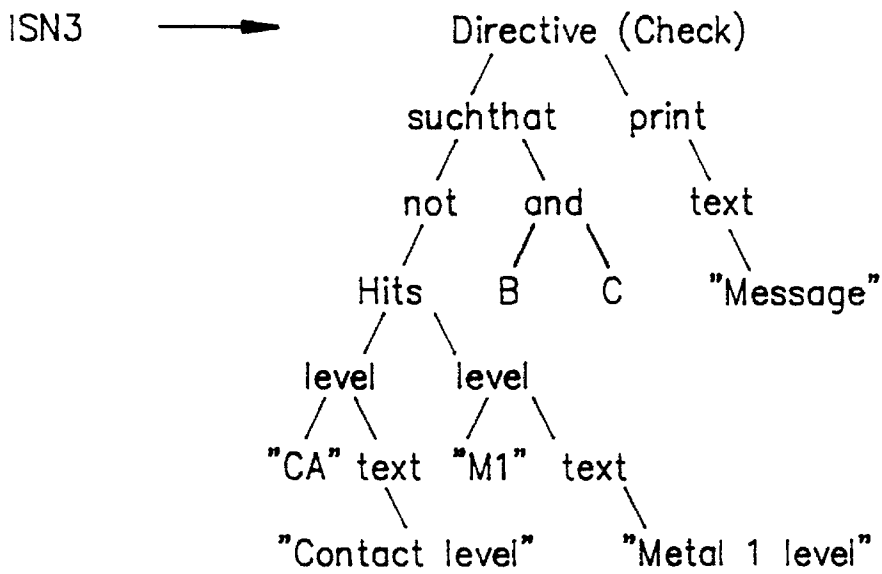 ISN3 Directive (Check)
suchthat print
not and text
Hits B C "Message"
level level
"CA" text "M1" text
"Contact level" "Metal 1 level"